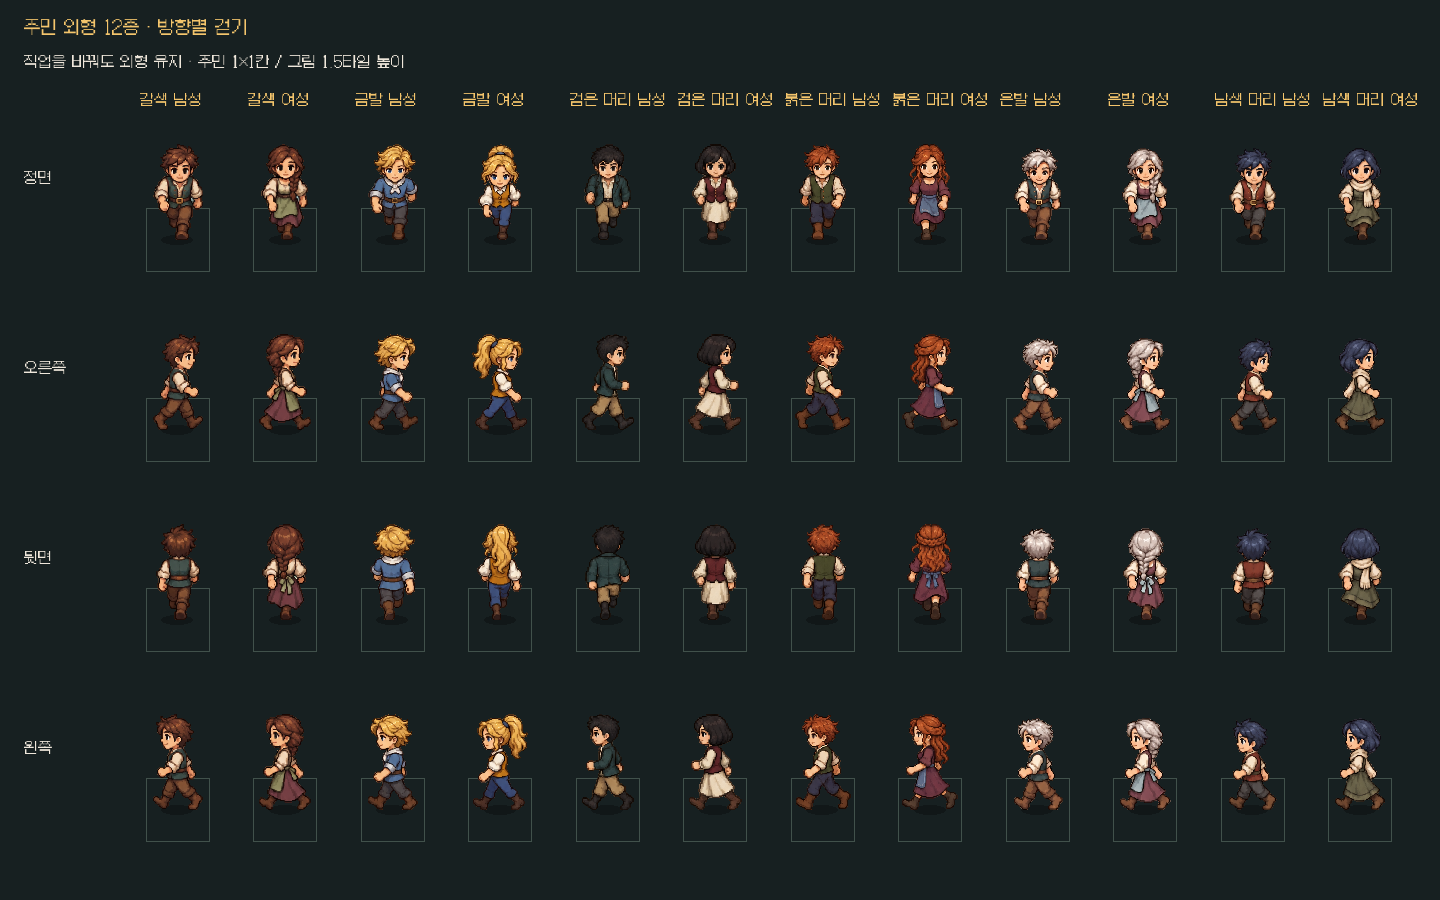 주민 외형 12종 · 방향별 걷기
직업을 바꿔도 외형 유지 · 주민 1×1칸 / 그림 1.5타일 높이
갈색 남성 갈색 여성 금발 남성 금발 여성 검은 머리 남성 검은 머리 여성 붉은 머리 남성 붉은 머리 여성 은발 남성 은발 여성 남색 머리 남성 남색 머리 여성
정면
오른쪽
뒷면
왼쪽